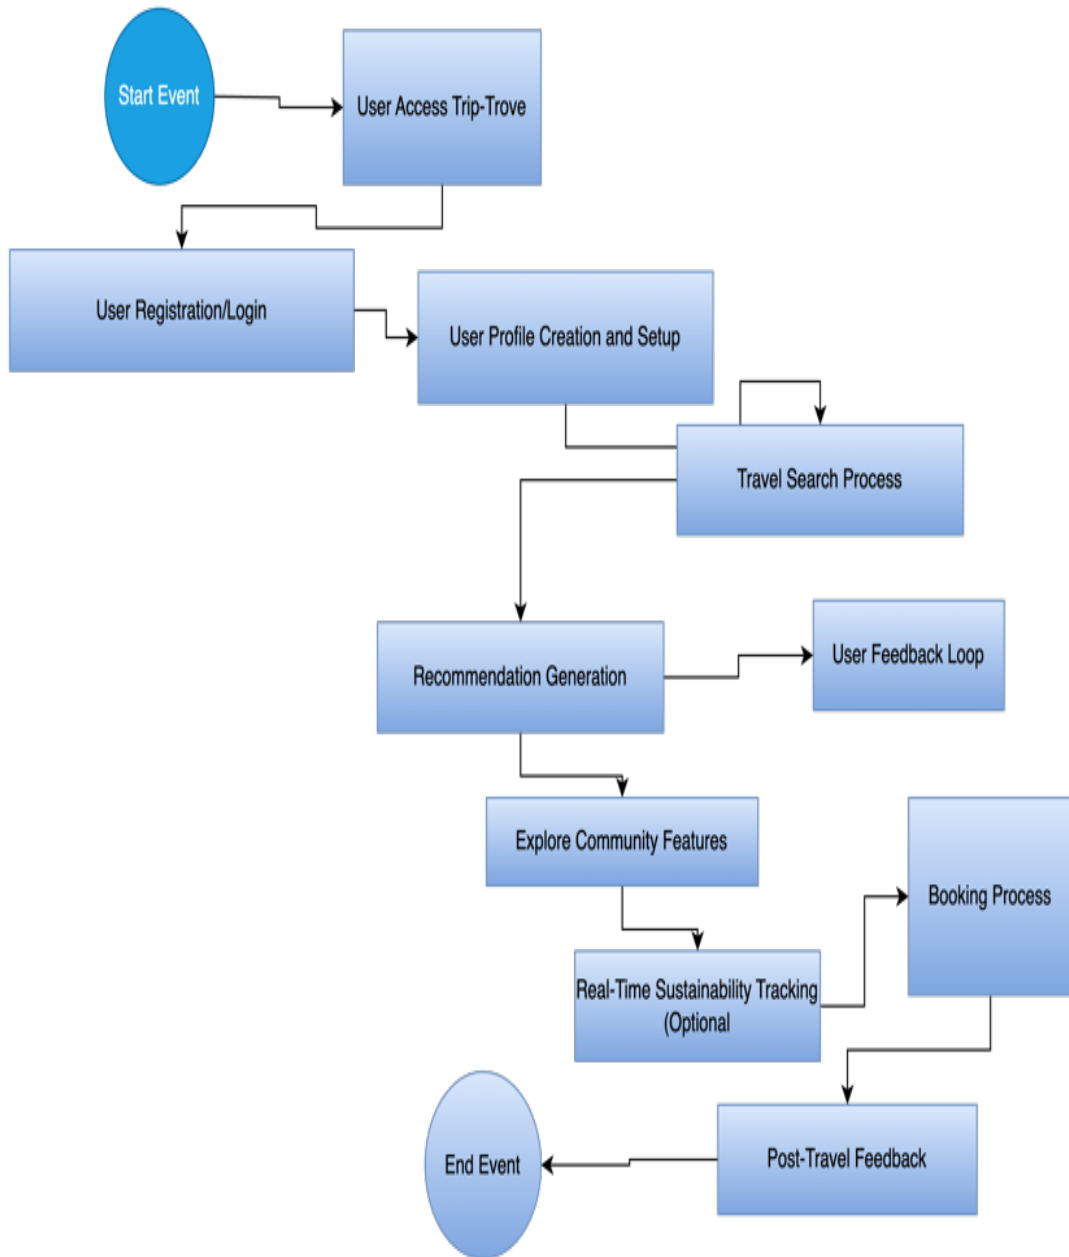 Start Event
User Access Trip-Trove
User Registration/Login
User Profile Creation and Setup
Travel Search Process
Recommendation Generation
User Feedback Loop
Explore Community Features
Booking Process
Real-Time Sustainability Tracking
(Optional
Post-Travel Feedback
End Event